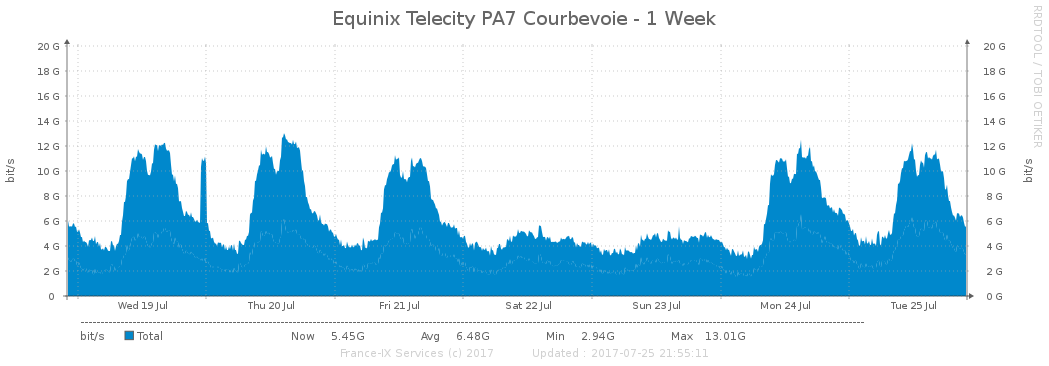 Equinix Telecity PA7 Courbevoie - 1 Week
RRDTOOL / TOBI OETIKER
20 G 20 G
18 G 18 G
16 G 16 G
14 G 14 G
12 G 12 G
10 G 10 G
8 G 8 G
6 G 6 G
4 G 4 G
2 G 2 G
0 0 G
bit/s
bit/s
Wed 19 Jul Thu 20 Jul Fri 21 Jul Sat 22 Jul Sun 23 Jul Mon 24 Jul Tue 25 Jul
bit/s Total Now 5.45G Avg 6.48G Min 2.94G Max 13.01G
France-IX Services (c) 2017 Updated : 2017-07-25 21:55:11